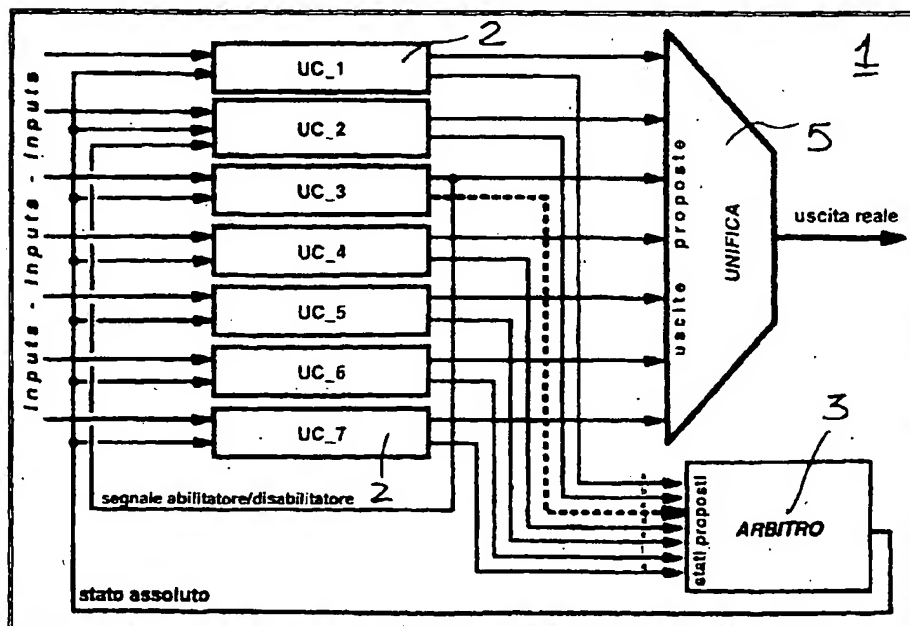 Inputs - Inputs - Inputs - Inputs
UC_1
2
UC_2
UC_3
UC_4
UC_5
UC_6
UC_7
2
segnale abilitatore/disabilitatore
stato assoluto
uscite proposte
UNIFICA
5
1
uscita reale
stati proposti
ARBITRO
3